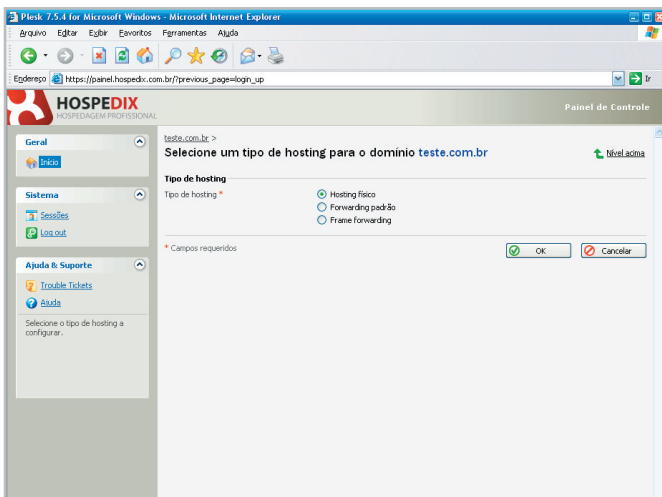 Plesk 7.5.4 for Microsoft Windows - Microsoft Internet Explorer
Arquivo Editar Exibir Favoritos Ferramentas Ajuda
Endereço https://painel.hospedix.com.br/?previous_page=login_up Ir
HOSPEDIX
HOSPEDAGEM PROFISSIONAL
Painel de Controle
Geral
Início
Sistema
Sessões
Log out
Ajuda & Suporte
Trouble Tickets
Ajuda
Selecione o tipo de hosting a
configurar.
teste.com.br >
Selecione um tipo de hosting para o domínio teste.com.br
Nível acima
Tipo de hosting
Tipo de hosting *
Hosting físico
Forwarding padrão
Frame forwarding
* Campos requeridos
OK
Cancelar